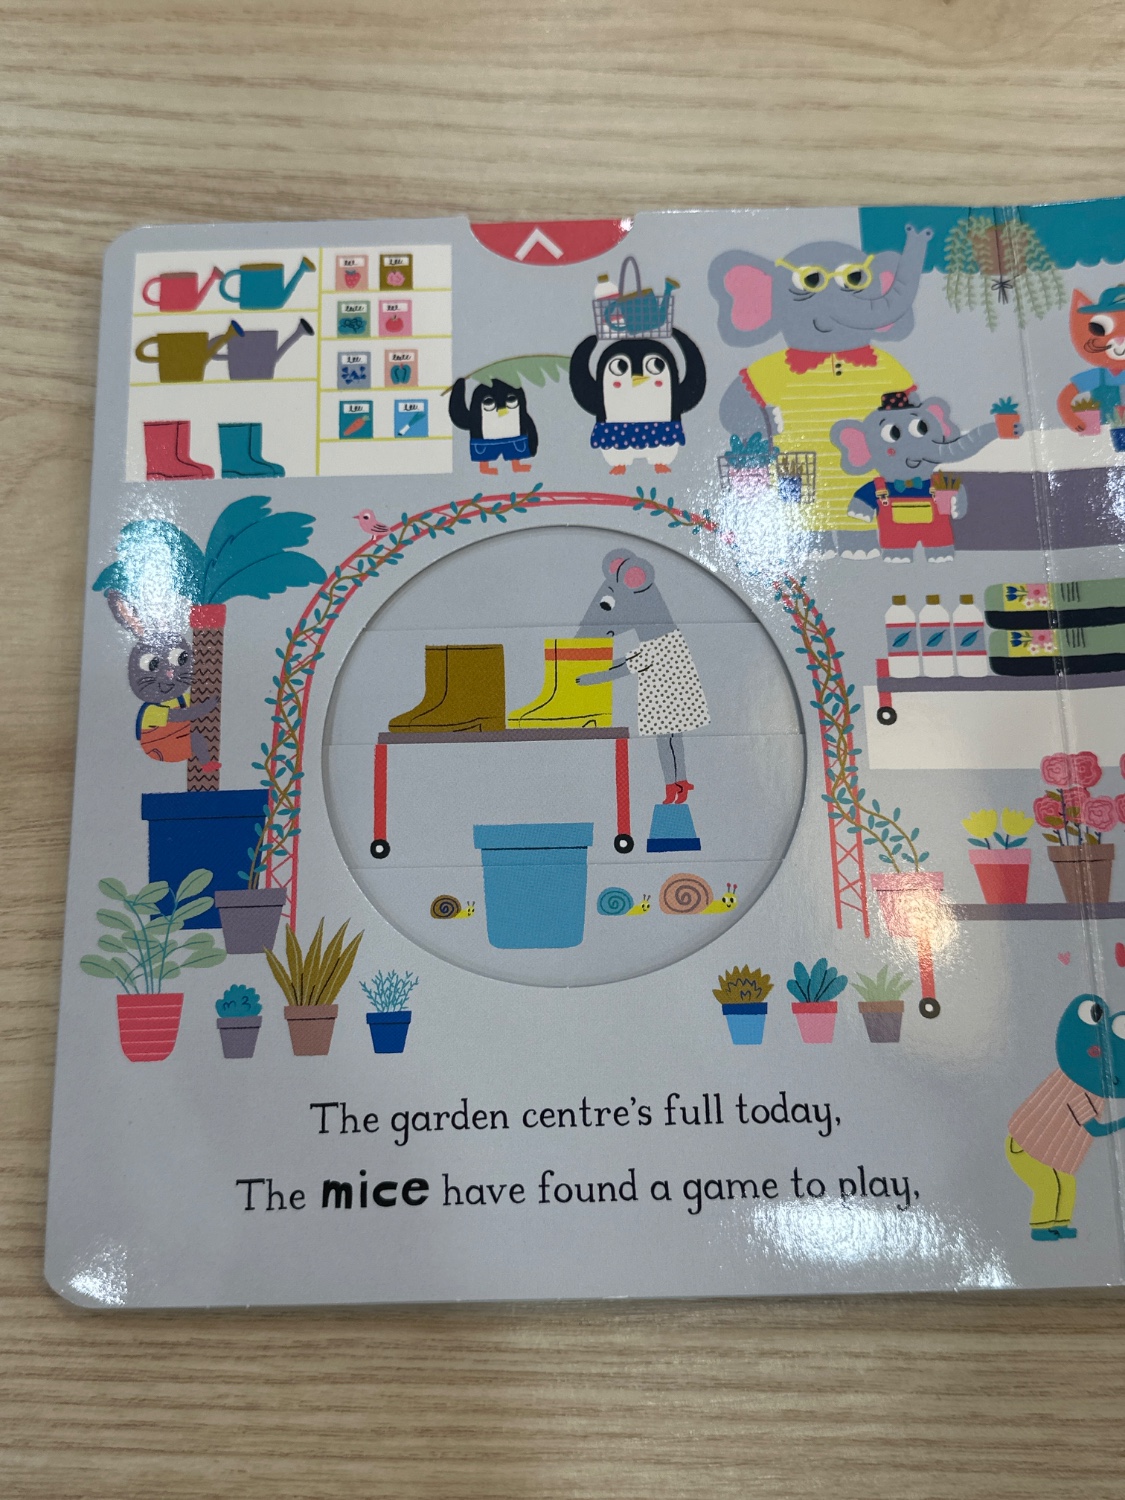 The garden centre's full today,
The mice have found a game to play,